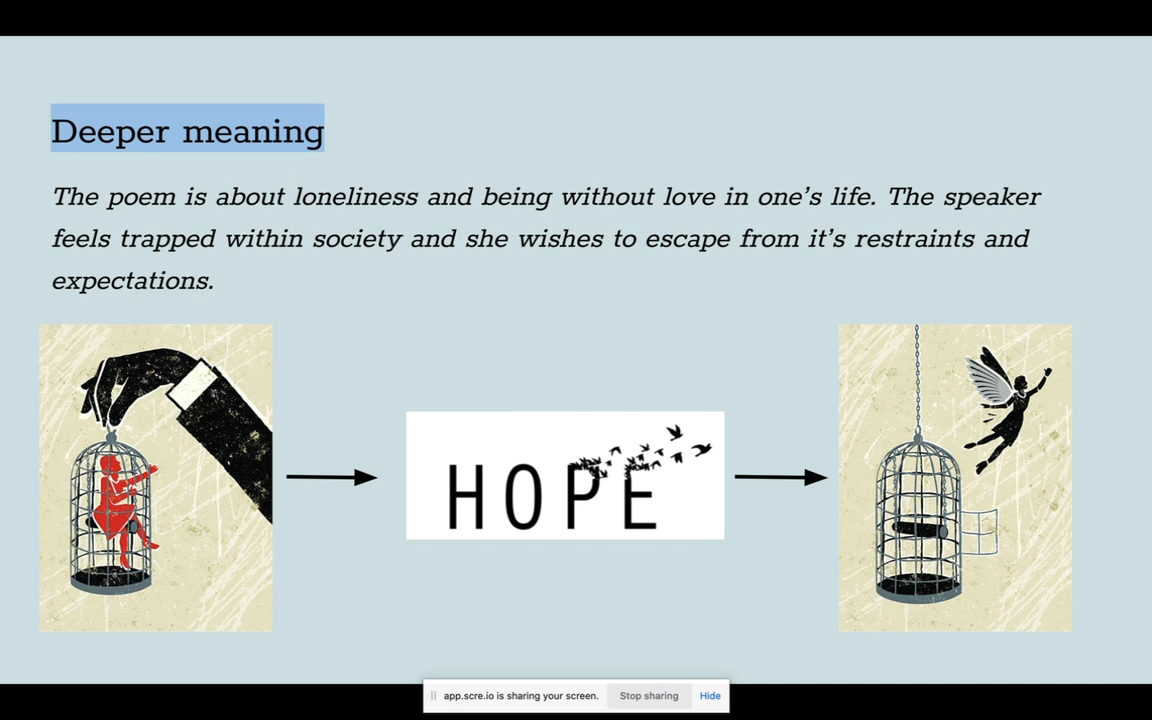 Deeper meaning
The poem is about loneliness and being without love in one’s life. The speaker
feels trapped within society and she wishes to escape from it’s restraints and
expectations.
HOPE
app.scre.io is sharing your screen. Stop sharing Hide